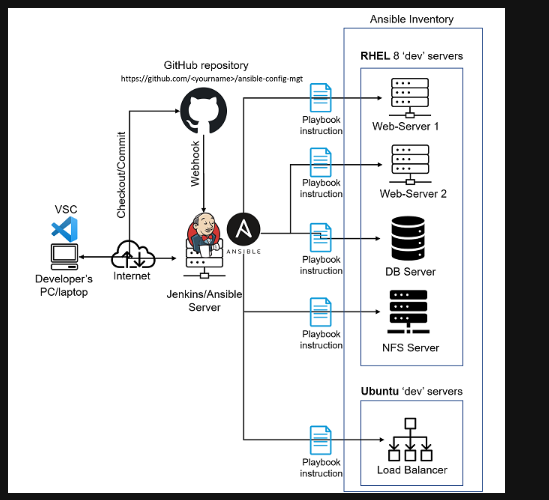 Ansible Inventory
RHEL 8 ‘dev’ servers
GitHub repository
https://github.com/<yourname>/ansible-config-mgt
Playbook
instruction
Web-Server 1
Checkout/Commit
Webhook
Playbook
instruction
Web-Server 2
VSC
ANSIBLE
Playbook
instruction
DB Server
Developer's
PC/laptop
Internet
Jenkins/Ansible
Server
Playbook
instruction
NFS Server
Ubuntu ‘dev’ servers
Playbook
instruction
Load Balancer